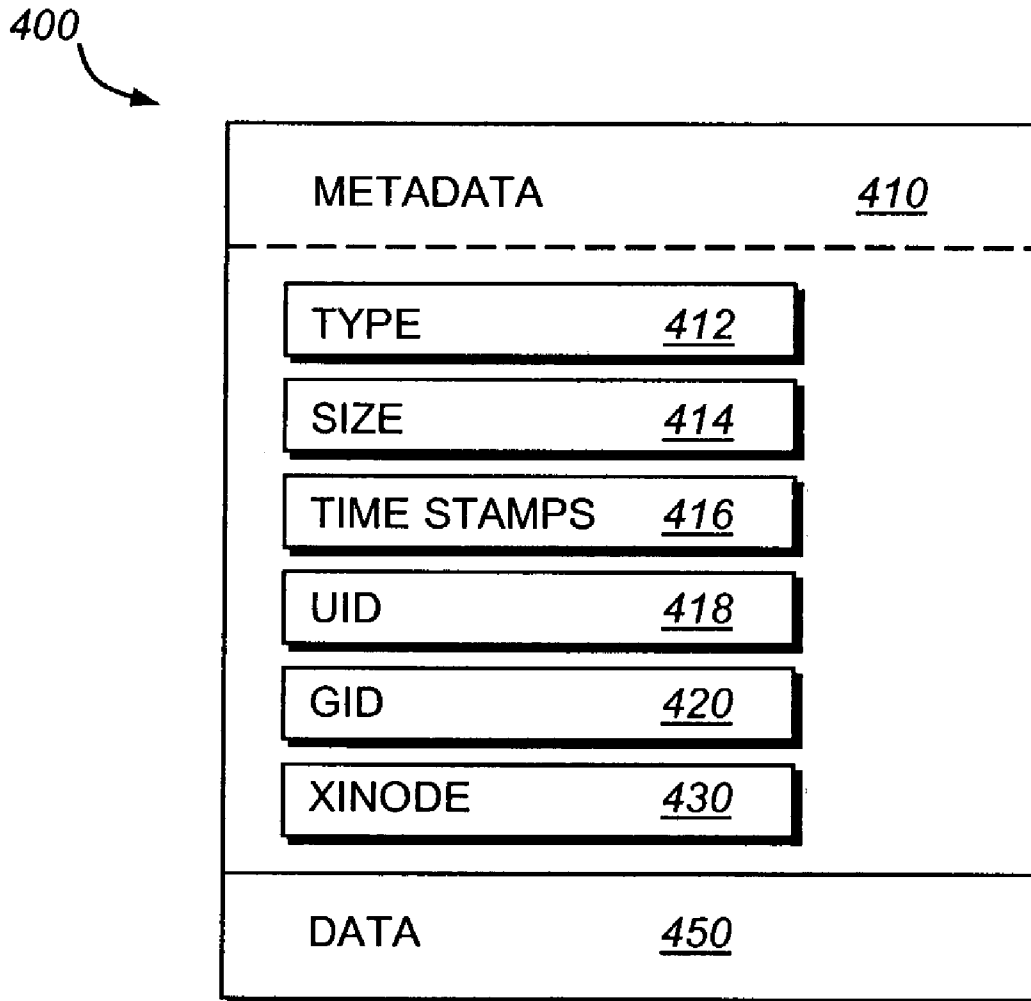 400
METADATA 410
TYPE 412
SIZE 414
TIME STAMPS 416
UID 418
GID 420
XINODE 430
DATA 450